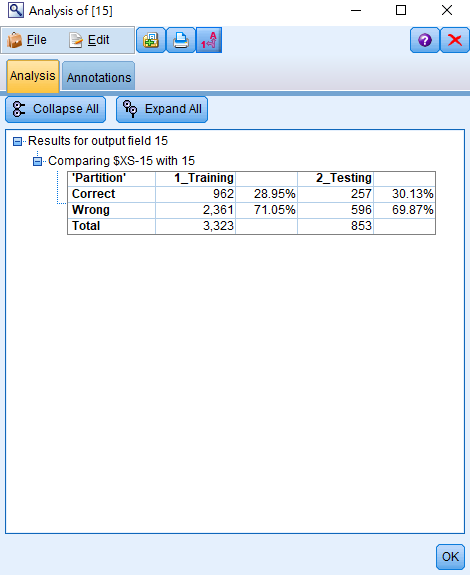 Analysis of [15]
File Edit
Analysis Annotations
Collapse All Expand All
Results for output field 15
Comparing $XS-15 with 15
'Partition' 1_Training 2_Testing
Correct 962 28.95% 257 30.13%
Wrong 2,361 71.05% 596 69.87%
Total 3,323 853
OK